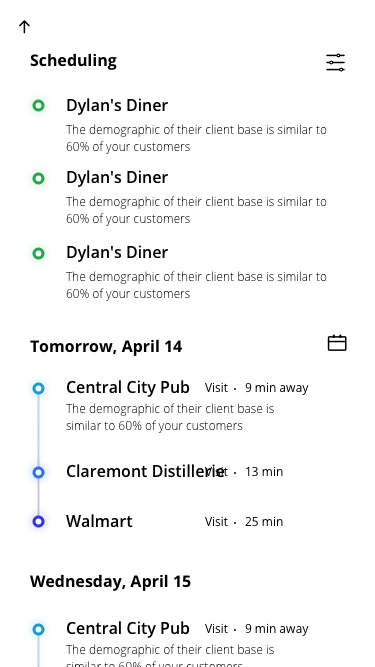 Scheduling
Dylan's Diner
The demographic of their client base is similar to
60% of your customers
Dylan's Diner
The demographic of their client base is similar to
60% of your customers
Dylan's Diner
The demographic of their client base is similar to
60% of your customers
Tomorrow, April 14
Central City Pub Visit · 9 min away
The demographic of their client base is
similar to 60% of your customers
Claremont Distillerie Visit · 13 min
Walmart Visit · 25 min
Wednesday, April 15
Central City Pub Visit · 9 min away
The demographic of their client base is
similar to 60% of your customers